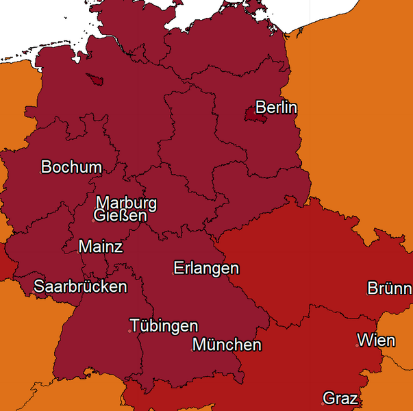 Berlin
Bochum
Marburg
Gießen
Mainz
Erlangen
Saarbrücken
Brünn
Tübingen
München
Wien
Graz